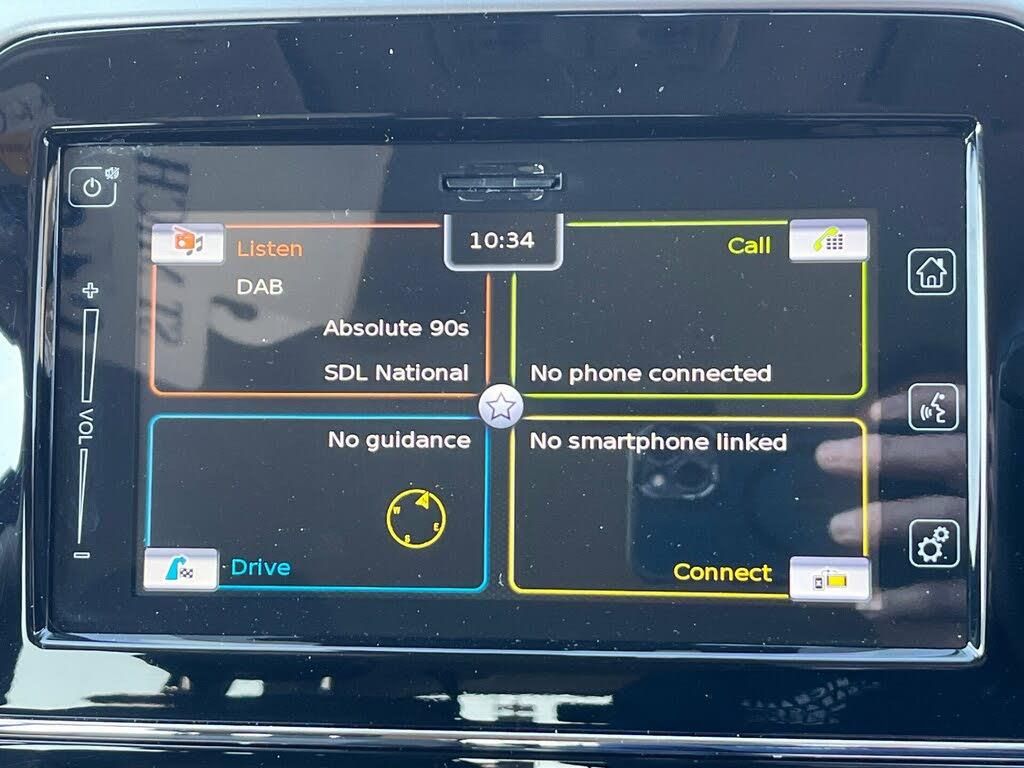 10:34
Listen
DAB
Absolute 90s
SDL National
Call
No phone connected
VOL
No guidance
W
E
S
Drive
No smartphone linked
Connect